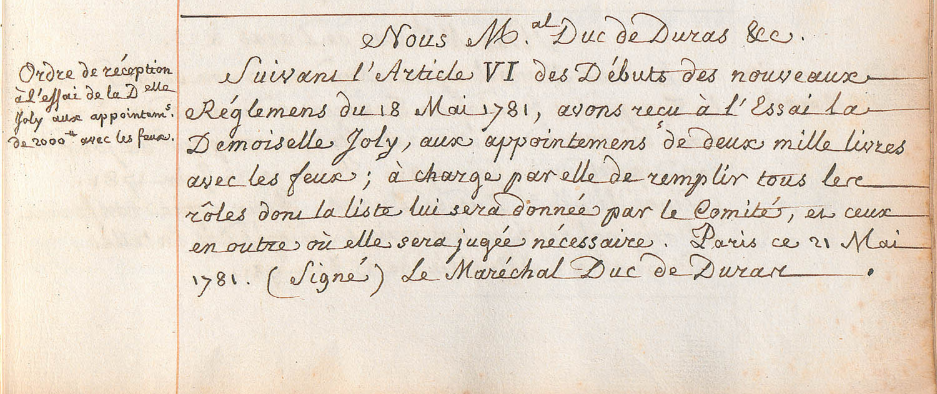 Nous M.al Duc de Duras &c.
Ordre de réception
à l'essai de la Delle
Joly aux appointem.s
de 2000tt avec les feux.
Suivant l'Article VI des Débuts des nouveaux
Réglemens du 18 Mai 1781, avons reçu à l'Essai la
Demoiselle Joly, aux appointemens de deux mille livres
avec les feux ; à charge par elle de remplir tous les
rôles dont la liste lui sera donnée par le Comité, et ceux
en outre où elle sera jugée nécessaire. Paris ce 21 Mai
1781. (Signé) Le Maréchal Duc de Duras.